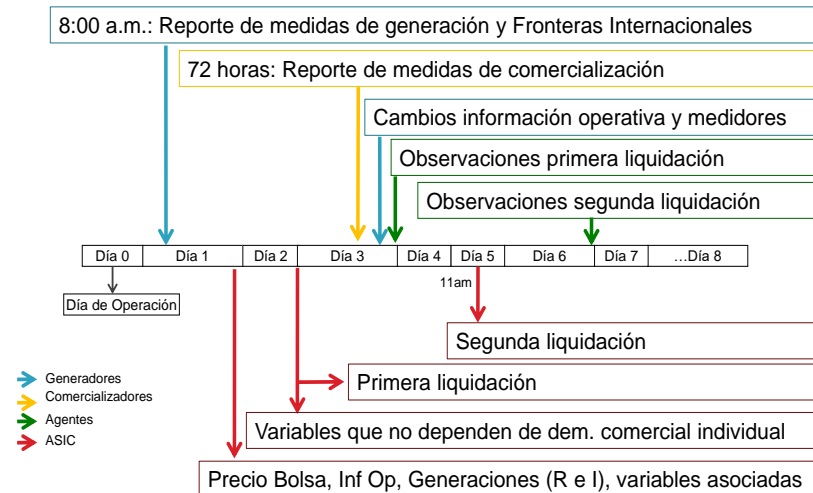 8:00 a.m.: Reporte de medidas de generación y Fronteras Internacionales
72 horas: Reporte de medidas de comercialización
Cambios información operativa y medidores
Observaciones primera liquidación
Observaciones segunda liquidación
Día 0
Día 1
Día 2
Día 3
Día 4
Día 5
Día 6
Día 7
...Día 8
11am
Día de Operación
Segunda liquidación
Primera liquidación
Generadores
Comercializadores
Agentes
ASIC
Variables que no dependen de dem. comercial individual
Precio Bolsa, Inf Op, Generaciones (R e I), variables asociadas